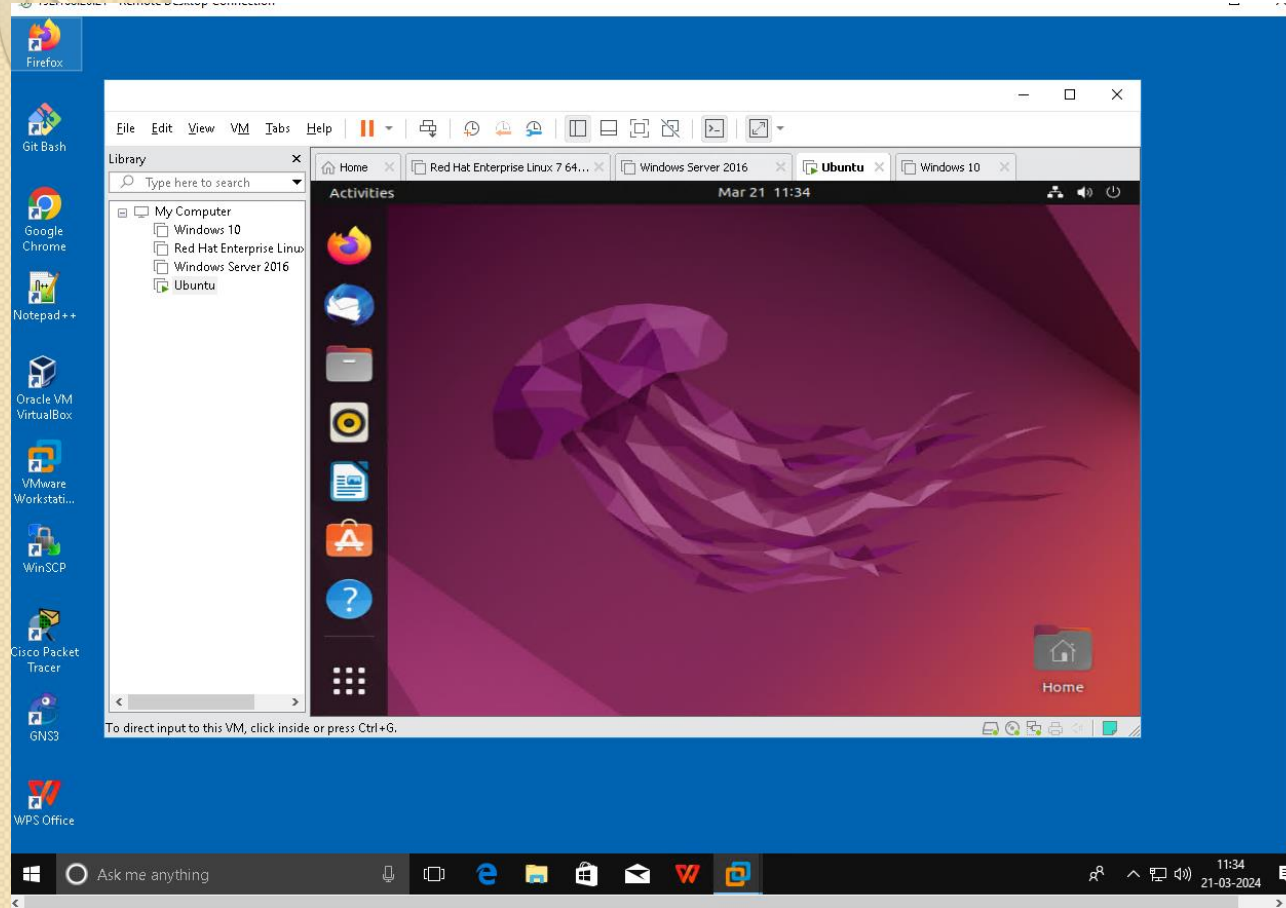 Remote Desktop Connection
Firefox
Git Bash
Google
Chrome
Notepad++
Oracle VM
VirtualBox
VMware
Workstati...
WinSCP
Cisco Packet
Tracer
GNS3
WPS Office
File Edit View VM Tabs Help
Library
Type here to search
My Computer
Windows 10
Red Hat Enterprise Linu
Windows Server 2016
Ubuntu
Home Red Hat Enterprise Linux 7 64... Windows Server 2016 Ubuntu Windows 10
Activities Mar 21 11:34
Home
To direct input to this VM, click inside or press Ctrl+G.
Ask me anything
11:34
21-03-2024